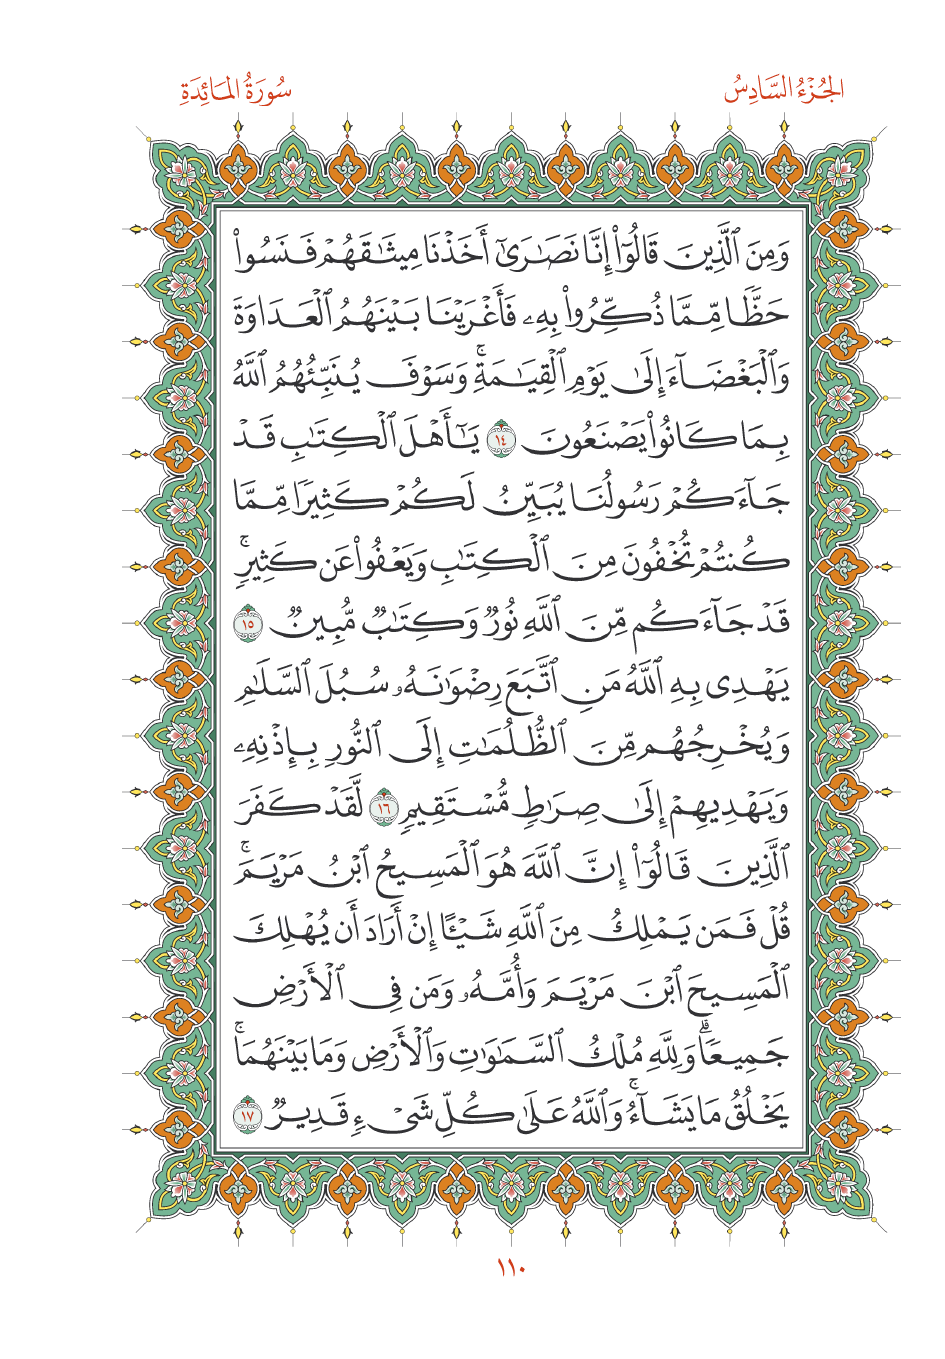 الجُزْءُ السَّادِسُ
سُورَةُ المَائِدَةِ
وَمِنَ ٱلَّذِينَ قَالُوٓا۟ إِنَّا نَصَـٰرَىٰٓ أَخَذْنَا مِيثَـٰقَهُمْ فَنَسُوا۟
حَظًّا مِّمَّا ذُكِّرُوا۟ بِهِۦ فَأَغْرَيْنَا بَيْنَهُمُ ٱلْعَدَاوَةَ
وَٱلْبَغْضَآءَ إِلَىٰ يَوْمِ ٱلْقِيَـٰمَةِ ۚ وَسَوْفَ يُنَبِّئُهُمُ ٱللَّهُ
بِمَا كَانُوا۟ يَصْنَعُونَ ١٤ يَـٰٓأَهْلَ ٱلْكِتَـٰبِ قَدْ
جَآءَكُمْ رَسُولُنَا يُبَيِّنُ لَكُمْ كَثِيرًا مِّمَّا
كُنتُمْ تُخْفُونَ مِنَ ٱلْكِتَـٰبِ وَيَعْفُوا۟ عَن كَثِيرٍ ۚ
قَدْ جَآءَكُم مِّنَ ٱللَّهِ نُورٌ وَكِتَـٰبٌ مُّبِينٌ ١٥
يَهْدِى بِهِ ٱللَّهُ مَنِ ٱتَّبَعَ رِضْوَٰنَهُۥ سُبُلَ ٱلسَّلَـٰمِ
وَيُخْرِجُهُم مِّنَ ٱلظُّلُمَـٰتِ إِلَى ٱلنُّورِ بِإِذْنِهِۦ
وَيَهْدِيهِمْ إِلَىٰ صِرَٰطٍ مُّسْتَقِيمٍ ١٦ لَّقَدْ كَفَرَ
ٱلَّذِينَ قَالُوٓا۟ إِنَّ ٱللَّهَ هُوَ ٱلْمَسِيحُ ٱبْنُ مَرْيَمَ ۚ
قُلْ فَمَن يَمْلِكُ مِنَ ٱللَّهِ شَيْـًٔا إِنْ أَرَادَ أَن يُهْلِكَ
ٱلْمَسِيحَ ٱبْنَ مَرْيَمَ وَأُمَّهُۥ وَمَن فِى ٱلْأَرْضِ
جَمِيعًا ۗ وَلِلَّهِ مُلْكُ ٱلسَّمَـٰوَٰتِ وَٱلْأَرْضِ وَمَا بَيْنَهُمَا ۚ
يَخْلُقُ مَا يَشَآءُ ۚ وَٱللَّهُ عَلَىٰ كُلِّ شَىْءٍ قَدِيرٌ ١٧
١١٠